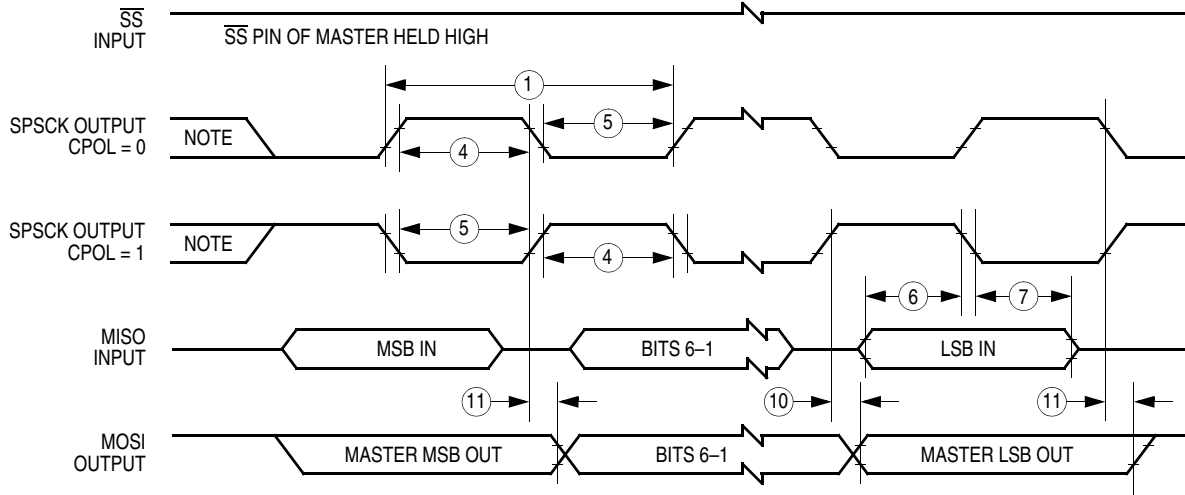 SS
INPUT
SS PIN OF MASTER HELD HIGH
1
SPSCK OUTPUT
CPOL = 0
NOTE
5
4
SPSCK OUTPUT
CPOL = 1
NOTE
5
4
6
7
MISO
INPUT
MSB IN
BITS 6–1
LSB IN
11
10
11
MOSI
OUTPUT
MASTER MSB OUT
BITS 6–1
MASTER LSB OUT